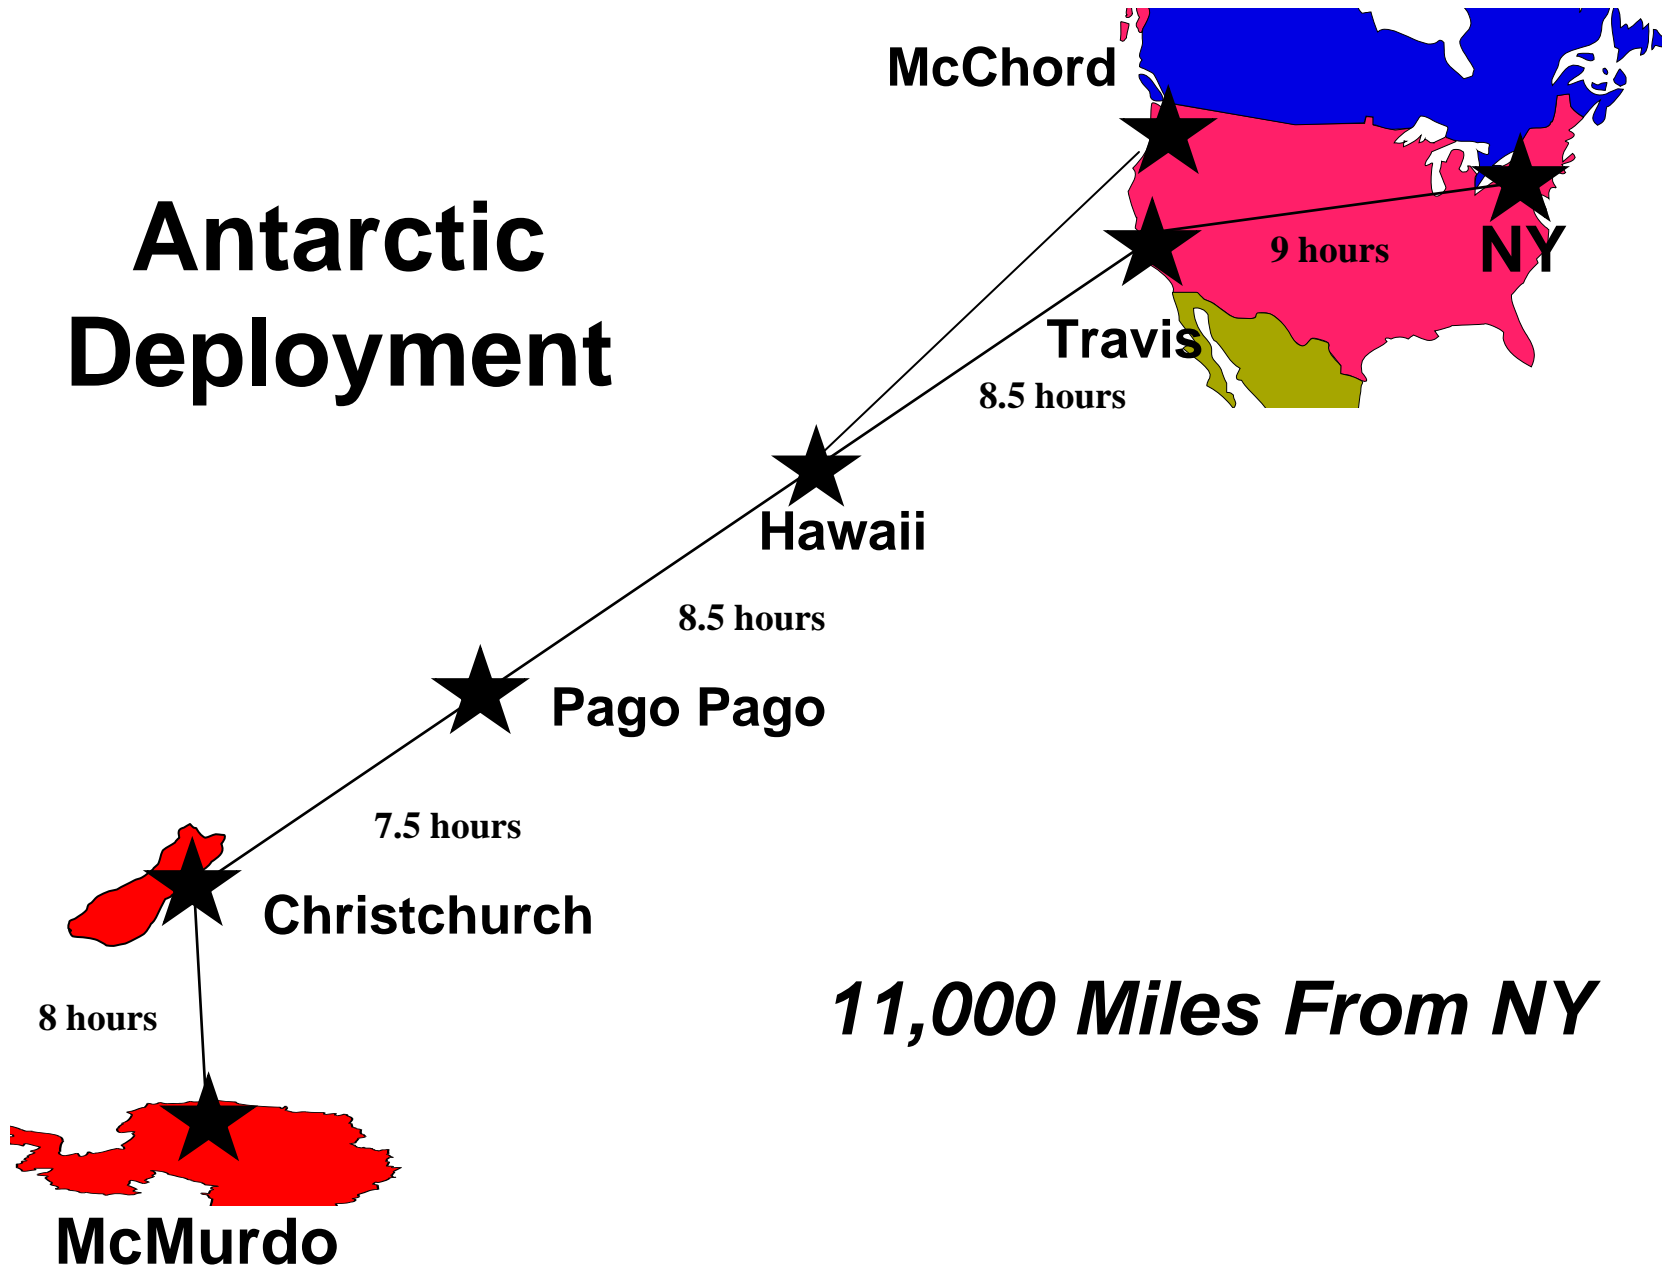 McChord
Antarctic
Deployment
9 hours
NY
Travis
8.5 hours
Hawaii
8.5 hours
Pago Pago
7.5 hours
Christchurch
11,000 Miles From NY
8 hours
McMurdo